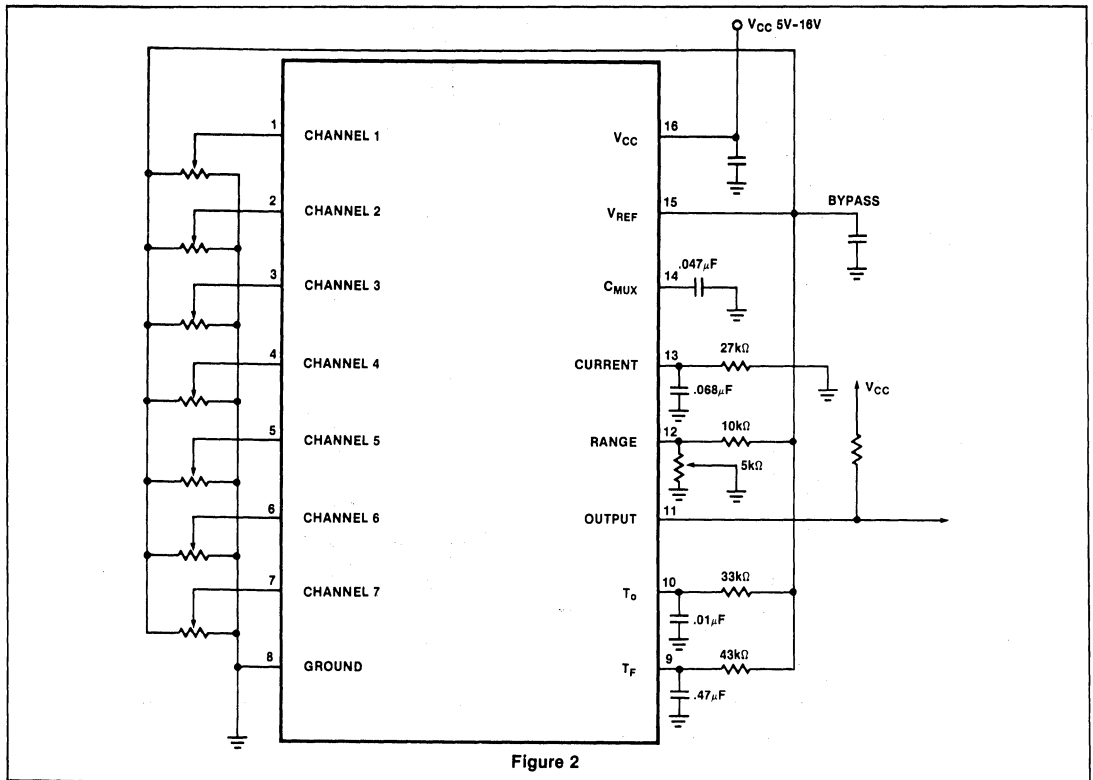 V_CC 5V–16V
1 CHANNEL 1
2 CHANNEL 2
3 CHANNEL 3
4 CHANNEL 4
5 CHANNEL 5
6 CHANNEL 6
7 CHANNEL 7
8 GROUND
V_CC 16
V_REF 15
BYPASS
C_MUX 14
.047μF
CURRENT 13
27kΩ
.068μF
RANGE 12
10kΩ
5kΩ
V_CC
OUTPUT 11
T_o 10
33kΩ
.01μF
T_F 9
43kΩ
.47μF
Figure 2